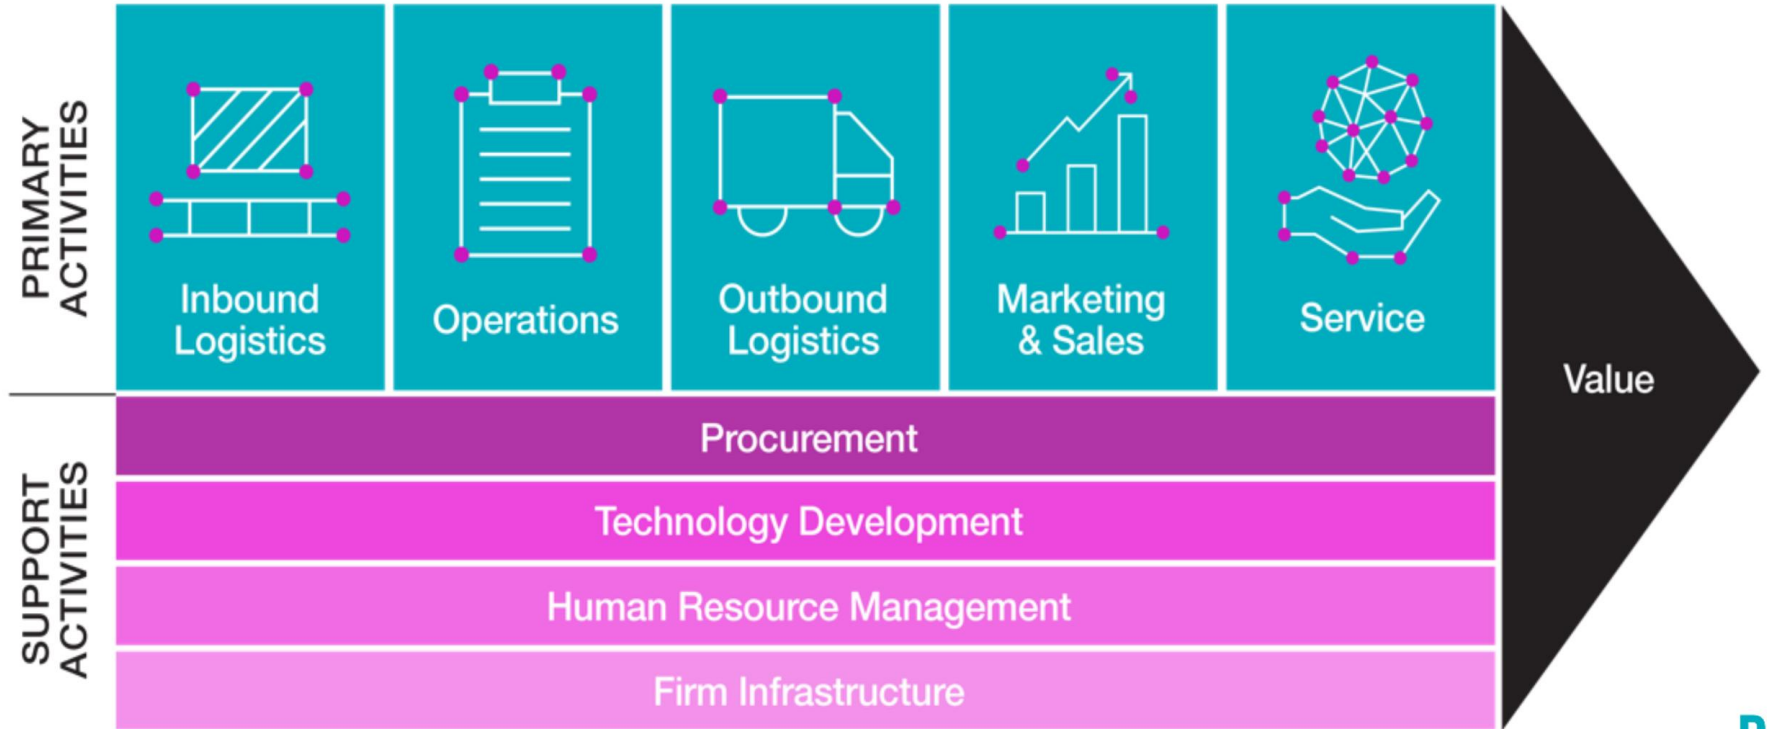 PRIMARY
ACTIVITIES
Inbound
Logistics
Operations
Outbound
Logistics
Marketing
& Sales
Service
Value
SUPPORT
ACTIVITIES
Procurement
Technology Development
Human Resource Management
Firm Infrastructure